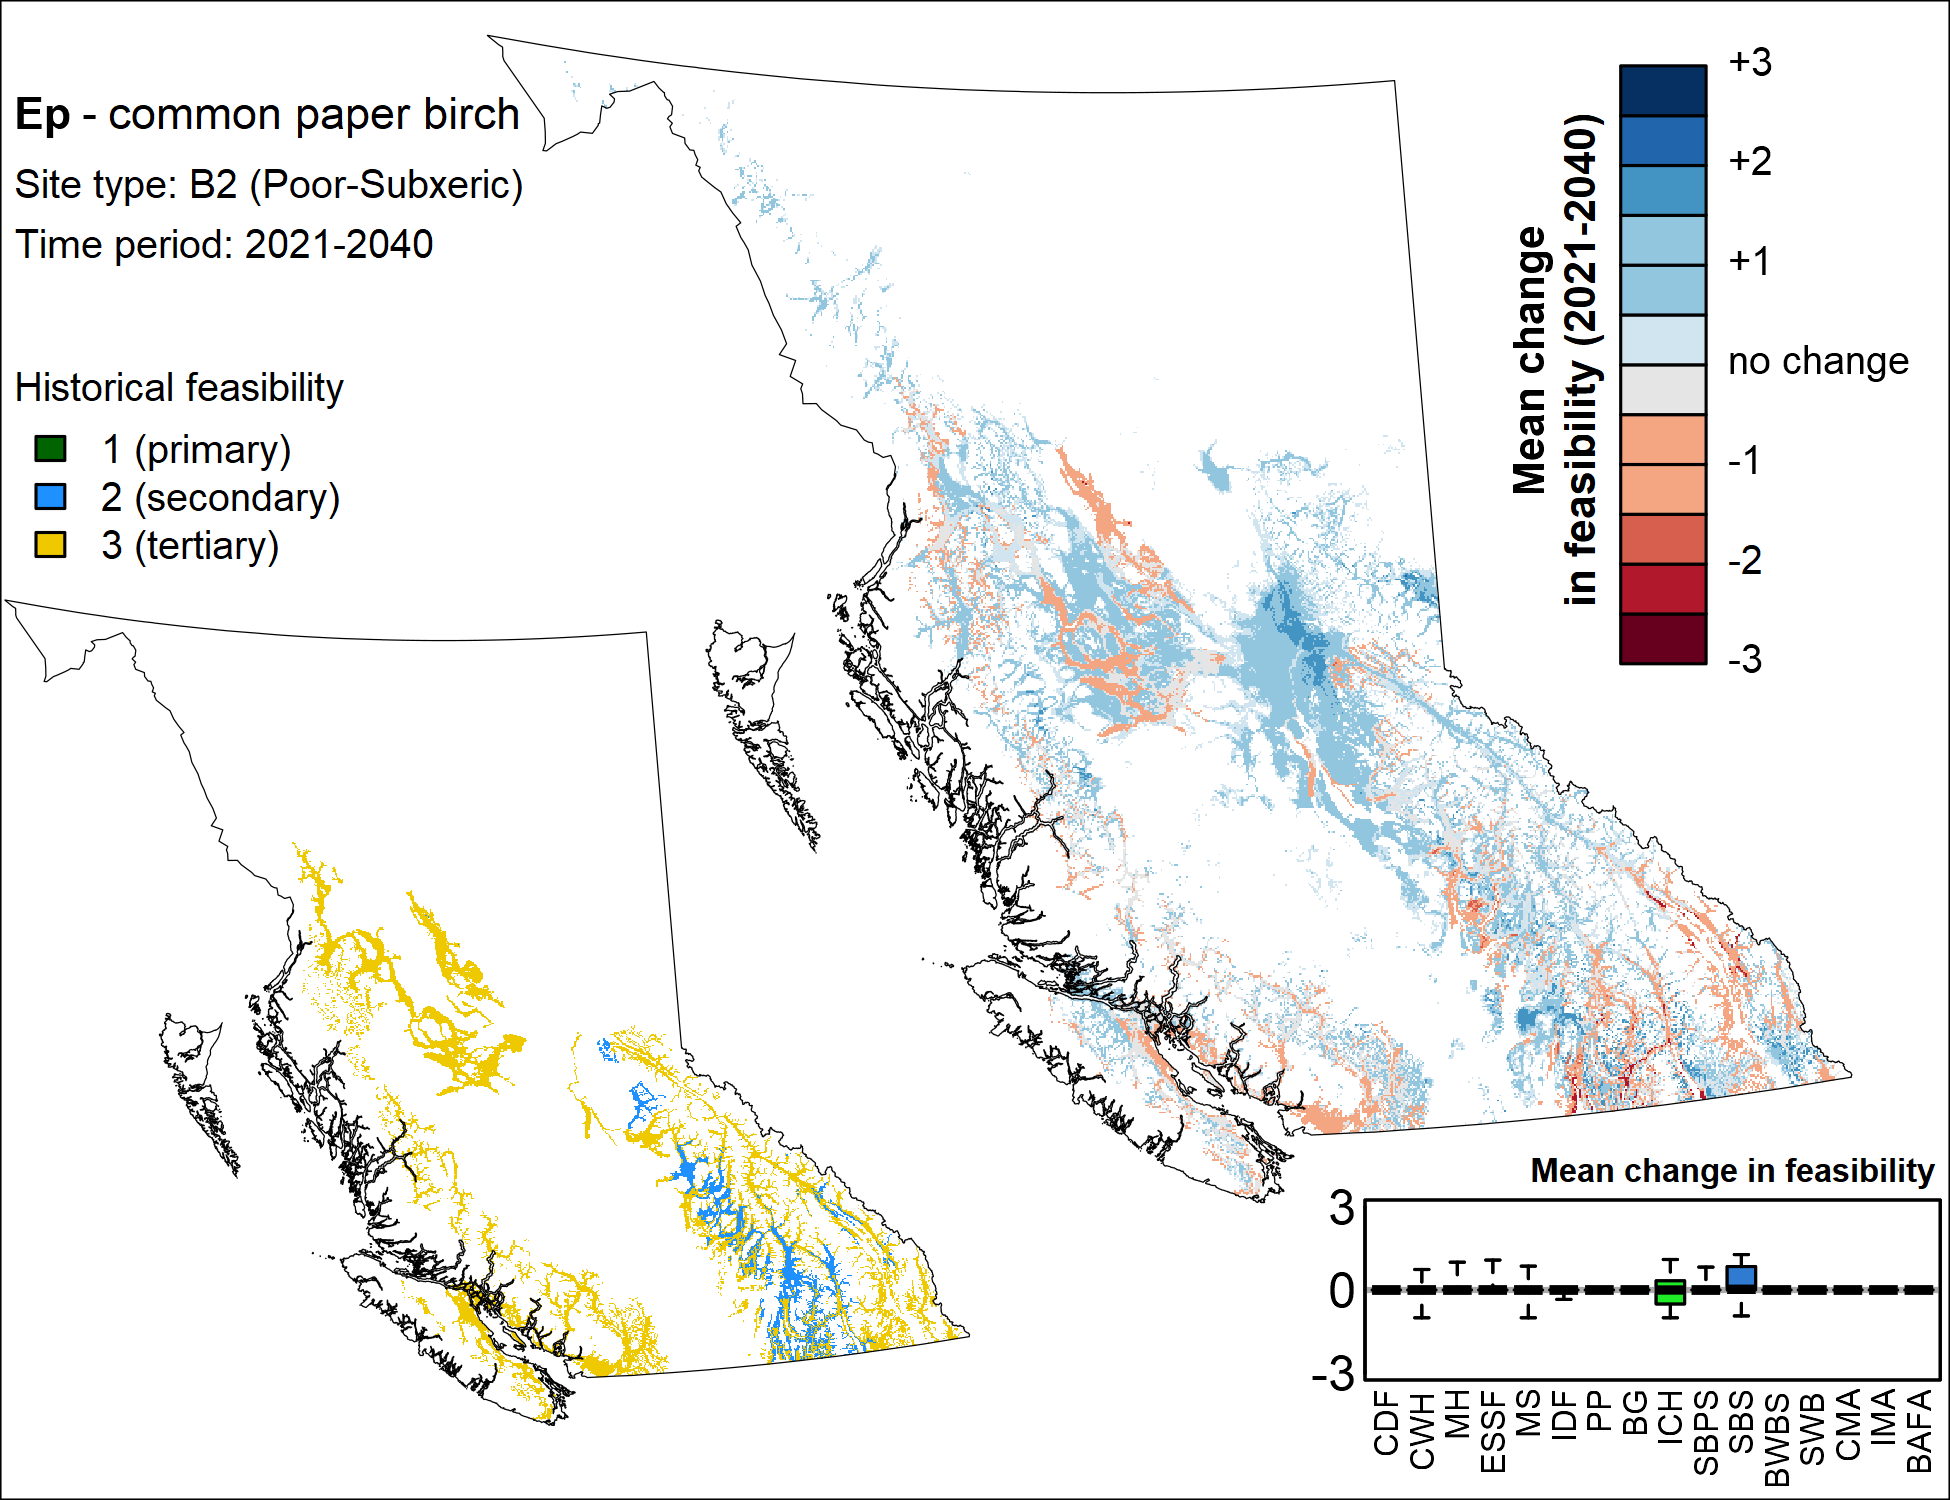 Ep - common paper birch
Site type: B2 (Poor-Subxeric)
Time period: 2021-2040
Historical feasibility
1 (primary)
2 (secondary)
3 (tertiary)
Mean change
in feasibility (2021-2040)
+3
+2
+1
no change
-1
-2
-3
Mean change in feasibility
3
0
-3
CDF
CWH
MH
ESSF
MS
IDF
PP
BG
ICH
SBPS
SBS
BWBS
SWB
CMA
IMA
BAFA